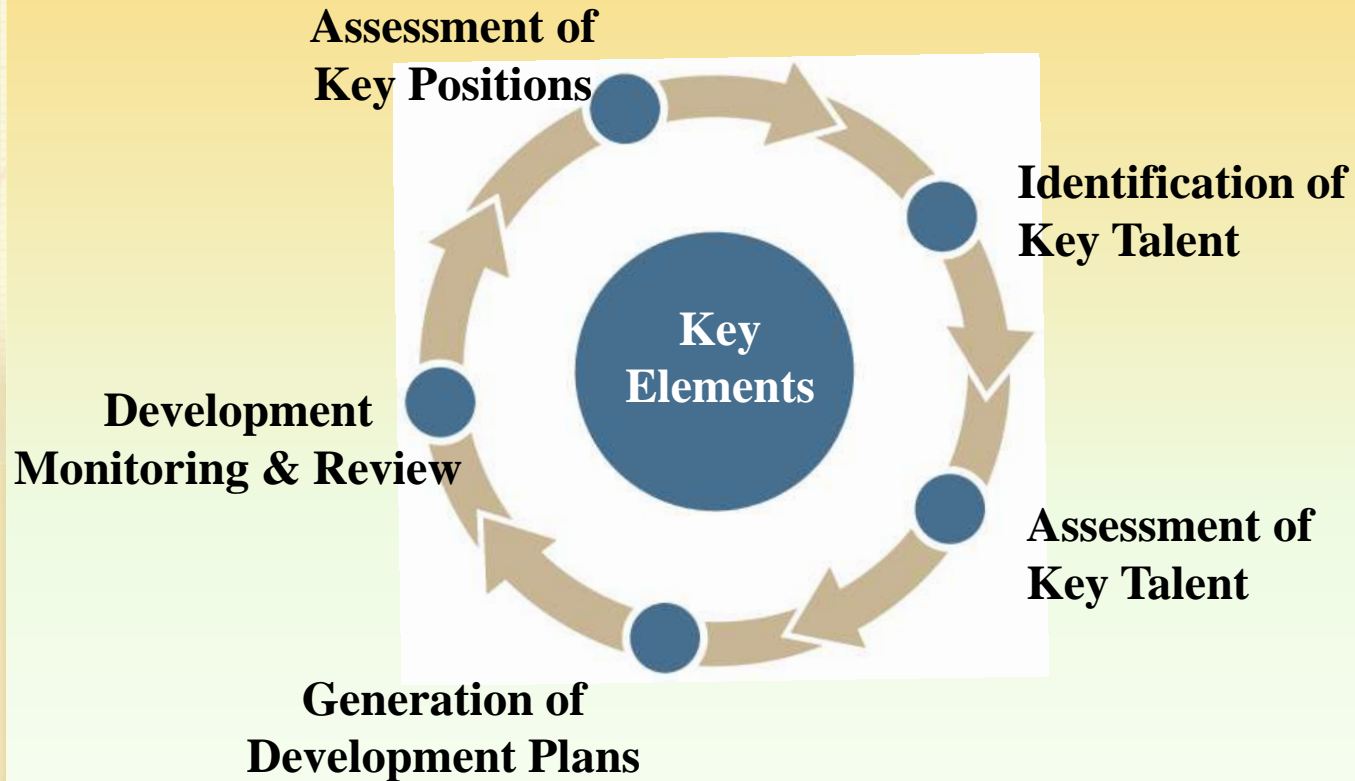 Assessment of
Key Positions
Identification of
Key Talent
Key
Elements
Development
Monitoring & Review
Assessment of
Key Talent
Generation of
Development Plans